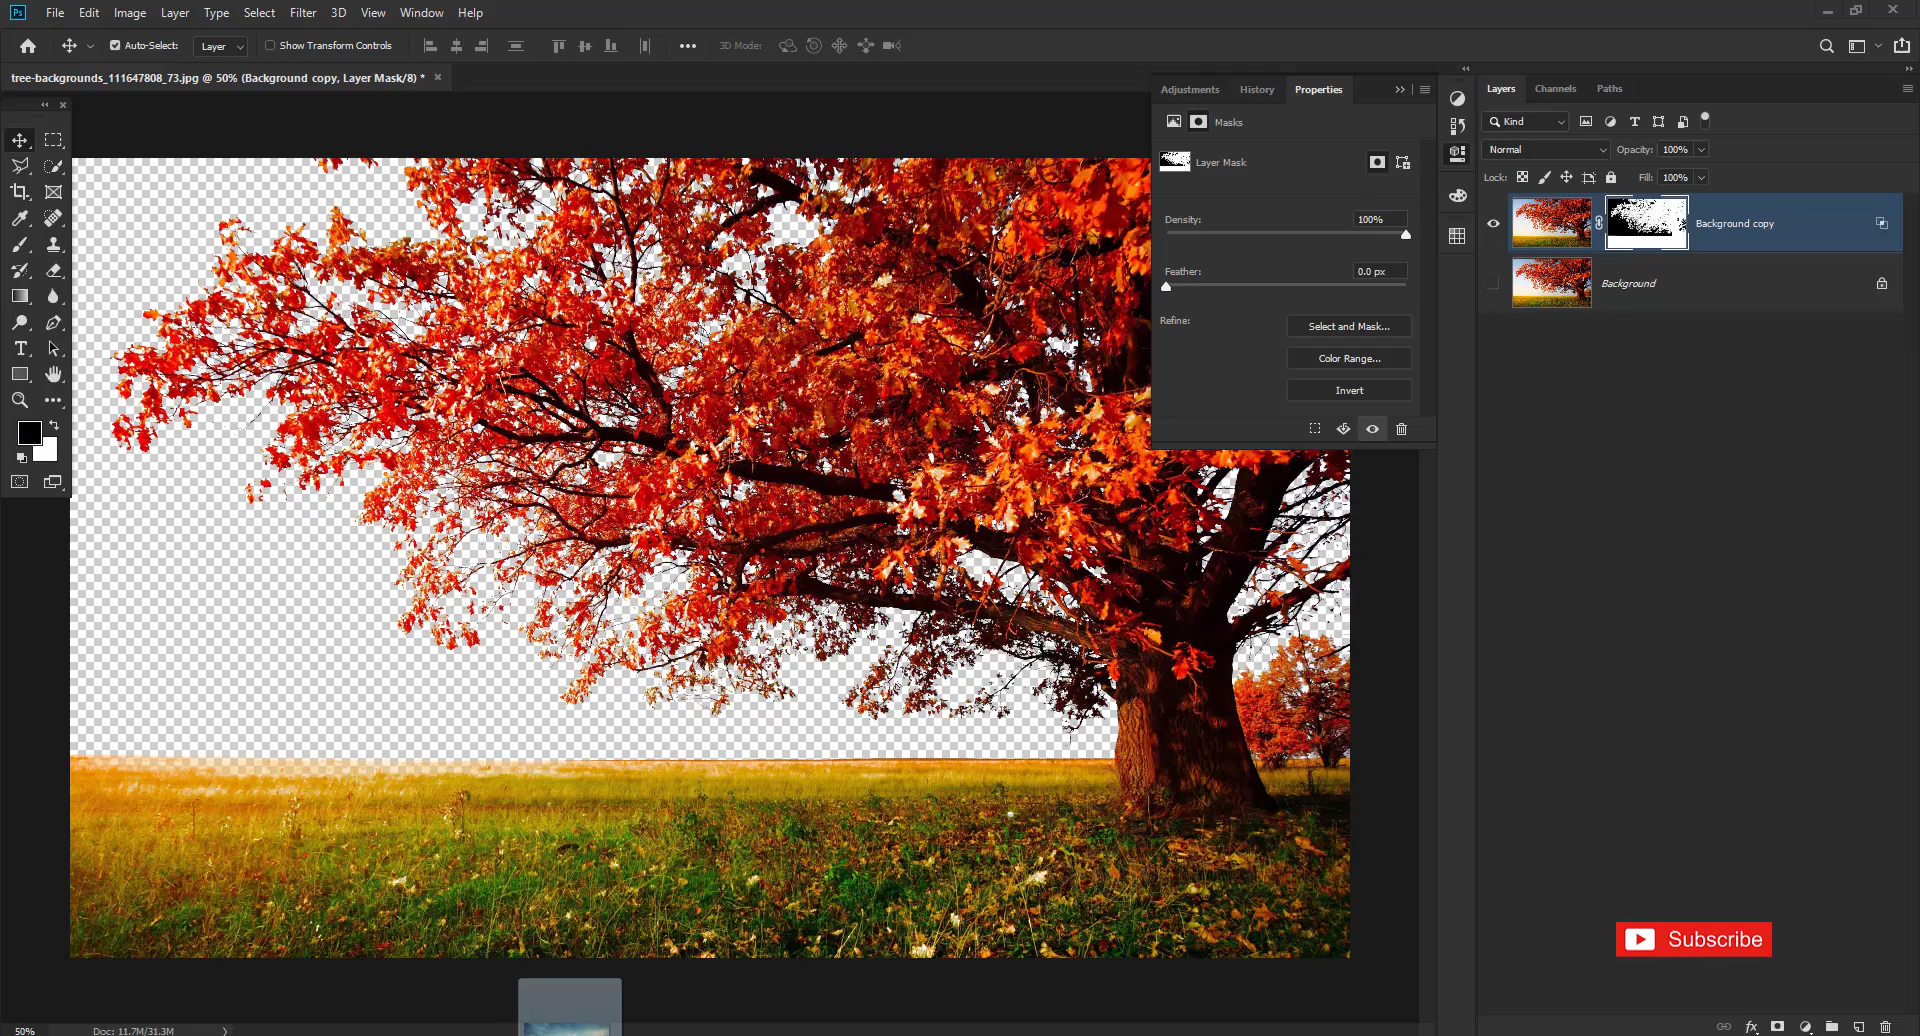 Ps File Edit Image Layer Type Select Filter 3D View Window Help
Auto-Select: Layer Show Transform Controls 3D Mode:
tree-backgrounds_111647808_73.jpg @ 50% (Background copy, Layer Mask/8) *
Adjustments History Properties
Masks
Layer Mask
Density: 100%
Feather: 0.0 px
Refine:
Select and Mask...
Color Range...
Invert
Layers Channels Paths
Kind
Normal Opacity: 100%
Lock: Fill: 100%
Background copy
Background
Subscribe
50% Doc: 11.7M/31.3M